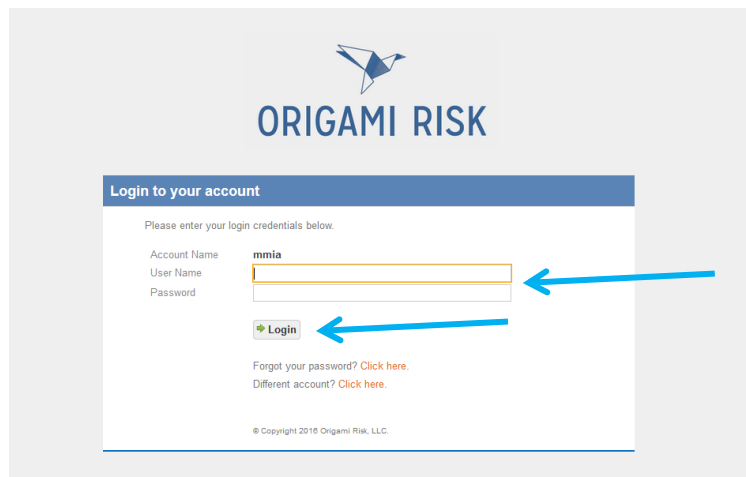 ORIGAMI RISK
Login to your account
Please enter your login credentials below.
Account Name mmia
User Name
Password
Login
Forgot your password? Click here.
Different account? Click here.
© Copyright 2016 Origami Risk, LLC.